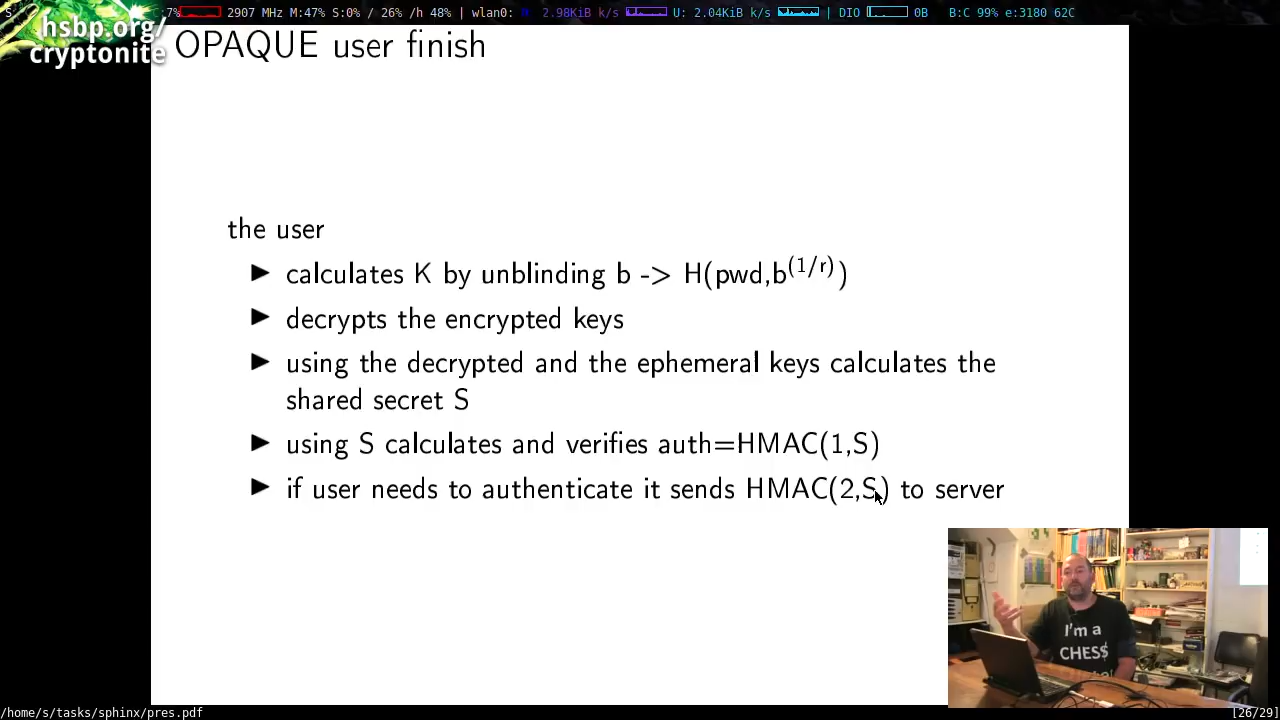 7% 2907 MHz M:47% S:0% / 26% /h 48% | wlan0: 2.98KiB k/s U: 2.04KiB k/s | DIO 0B B:C 99% e:3180 62C
hsbp.org/
cryptonite
OPAQUE user finish
the user
► calculates K by unblinding b -> H(pwd,b^(1/r))
► decrypts the encrypted keys
► using the decrypted and the ephemeral keys calculates the
shared secret S
► using S calculates and verifies auth=HMAC(1,S)
► if user needs to authenticate it sends HMAC(2,S) to server
I'm a
CHES$
/home/s/tasks/sphinx/pres.pdf [26/29]